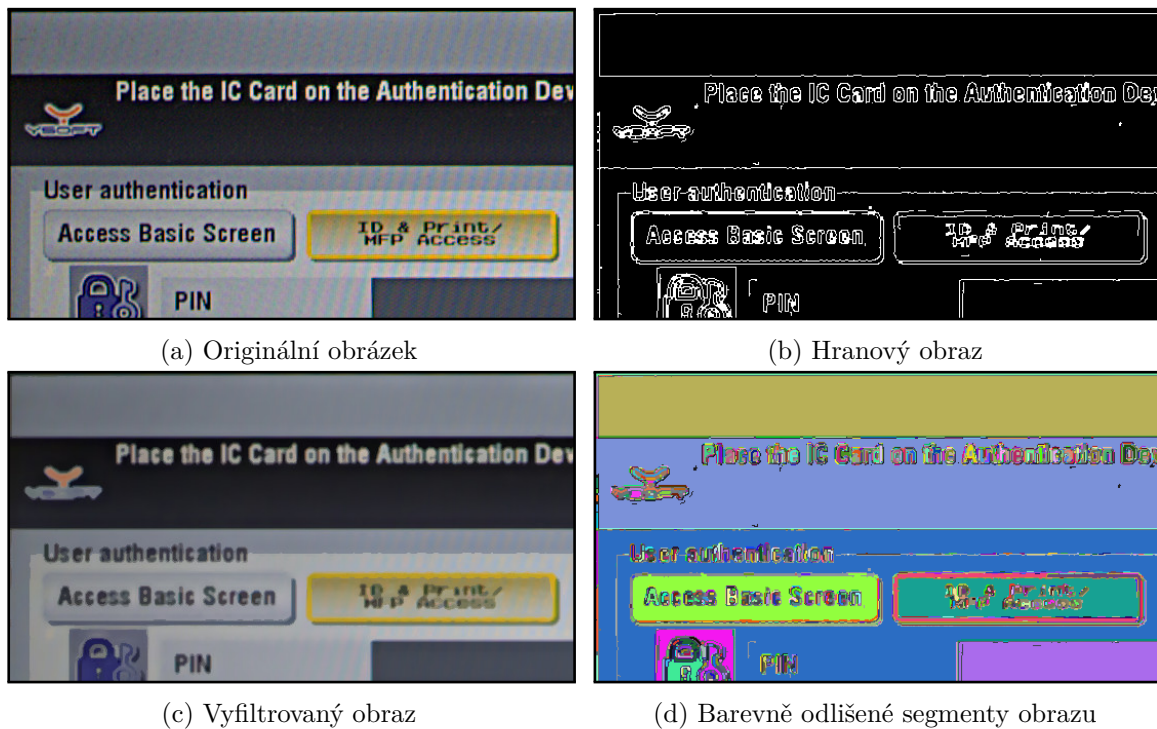 Place the IC Card on the Authentication Dev
YSOFT
User authentication
Access Basic Screen
ID & Print/
MFP Access
PIN
Place the IC Card on the Authentication Dev
User authentication
Access Basic Screen
ID & Print/
MFP Access
PIN
(a) Originální obrázek
(b) Hranový obraz
Place the IC Card on the Authentication Dev
User authentication
Access Basic Screen
ID & Print/
MFP Access
PIN
Place the IC Card on the Authentication Dev
User authentication
Access Basic Screen
ID & Print/
MFP Access
PIN
(c) Vyfiltrovaný obraz
(d) Barevně odlišené segmenty obrazu